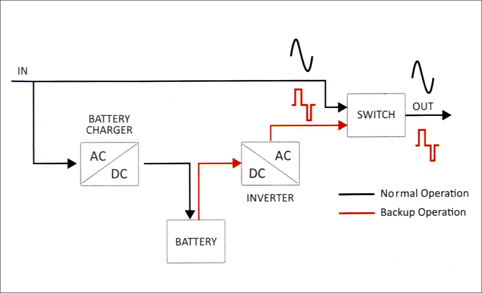 IN
BATTERY
CHARGER
AC
DC
BATTERY
AC
DC
INVERTER
SWITCH
OUT
Normal Operation
Backup Operation